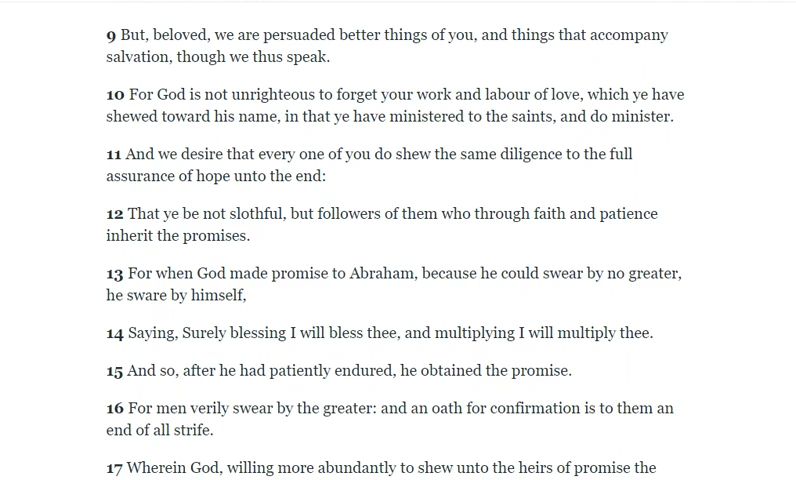 9 But, beloved, we are persuaded better things of you, and things that accompany
salvation, though we thus speak.
10 For God is not unrighteous to forget your work and labour of love, which ye have
shewed toward his name, in that ye have ministered to the saints, and do minister.
11 And we desire that every one of you do shew the same diligence to the full
assurance of hope unto the end:
12 That ye be not slothful, but followers of them who through faith and patience
inherit the promises.
13 For when God made promise to Abraham, because he could swear by no greater,
he sware by himself,
14 Saying, Surely blessing I will bless thee, and multiplying I will multiply thee.
15 And so, after he had patiently endured, he obtained the promise.
16 For men verily swear by the greater: and an oath for confirmation is to them an
end of all strife.
17 Wherein God, willing more abundantly to shew unto the heirs of promise the